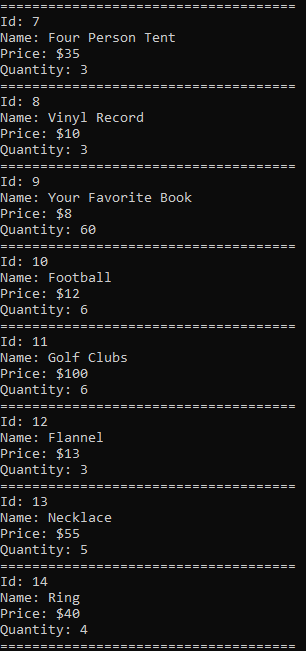 =====================================
Id: 7
Name: Four Person Tent
Price: $35
Quantity: 3
=====================================
Id: 8
Name: Vinyl Record
Price: $10
Quantity: 3
=====================================
Id: 9
Name: Your Favorite Book
Price: $8
Quantity: 60
=====================================
Id: 10
Name: Football
Price: $12
Quantity: 6
=====================================
Id: 11
Name: Golf Clubs
Price: $100
Quantity: 6
=====================================
Id: 12
Name: Flannel
Price: $13
Quantity: 3
=====================================
Id: 13
Name: Necklace
Price: $55
Quantity: 5
=====================================
Id: 14
Name: Ring
Price: $40
Quantity: 4
=====================================